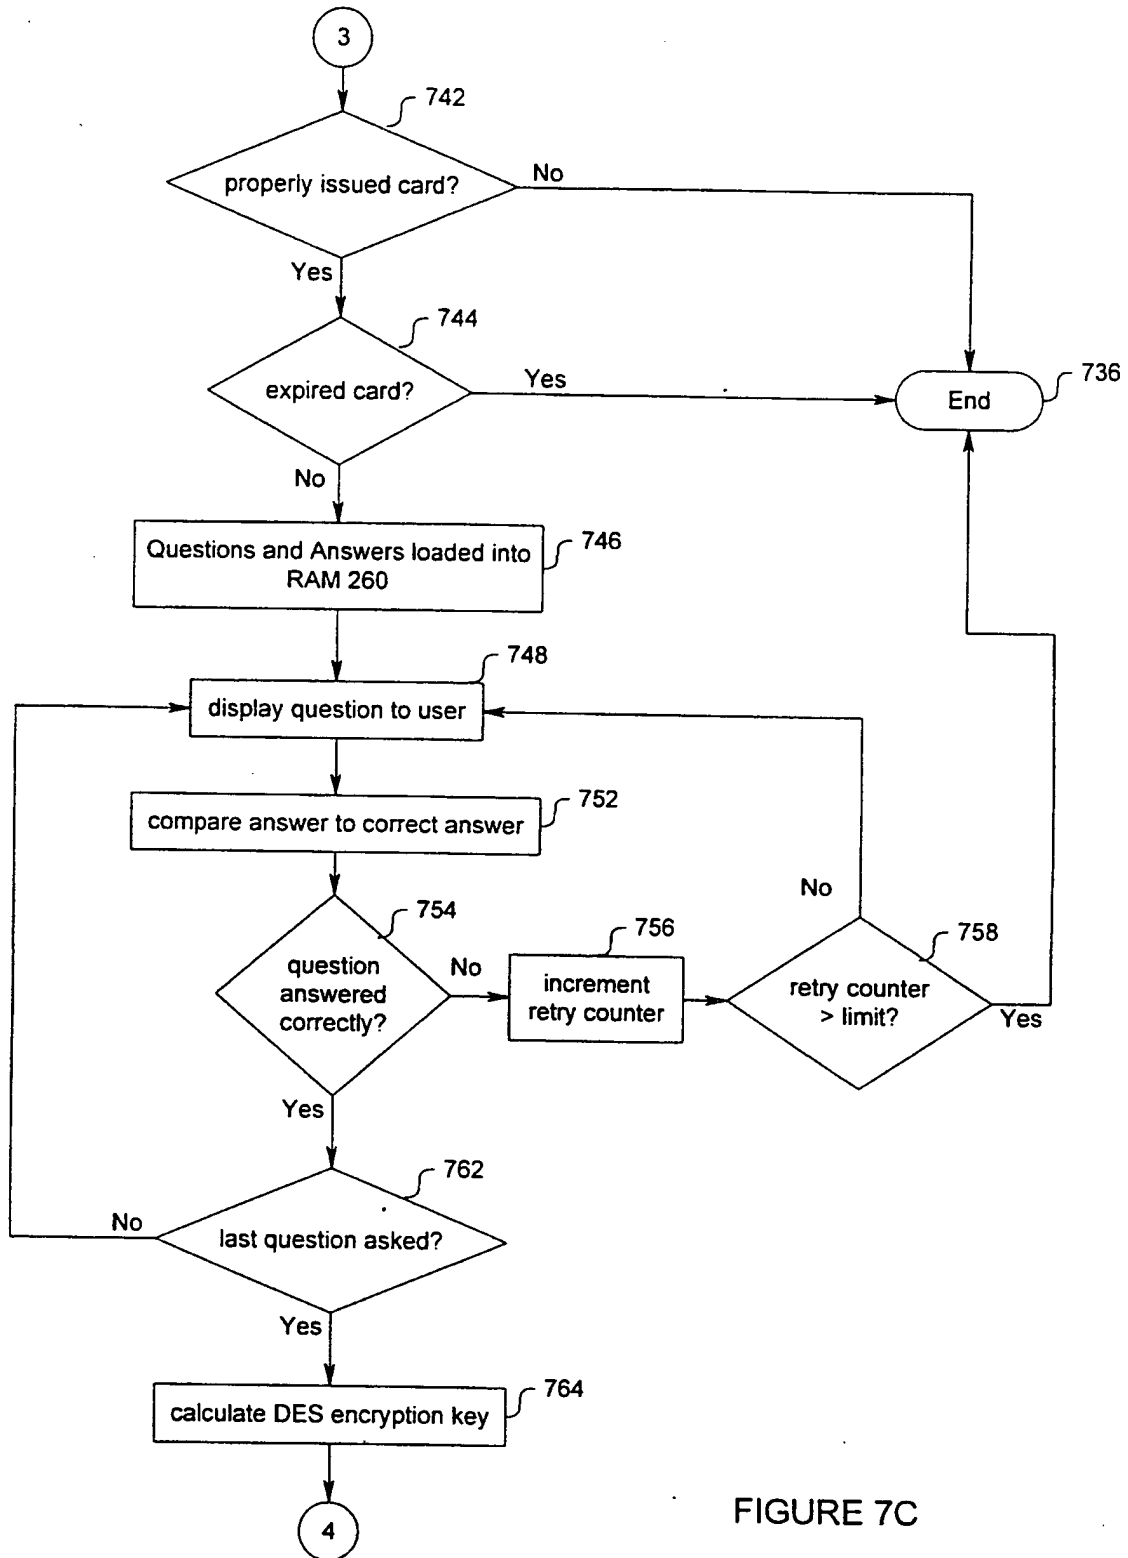 3
742
properly issued card?
No
Yes
744
expired card?
Yes
736
End
No
746
Questions and Answers loaded into
RAM 260
748
display question to user
752
compare answer to correct answer
No
754
question
answered
correctly?
No
756
increment
retry counter
758
retry counter
> limit?
Yes
Yes
762
last question asked?
No
Yes
764
calculate DES encryption key
4
FIGURE 7C